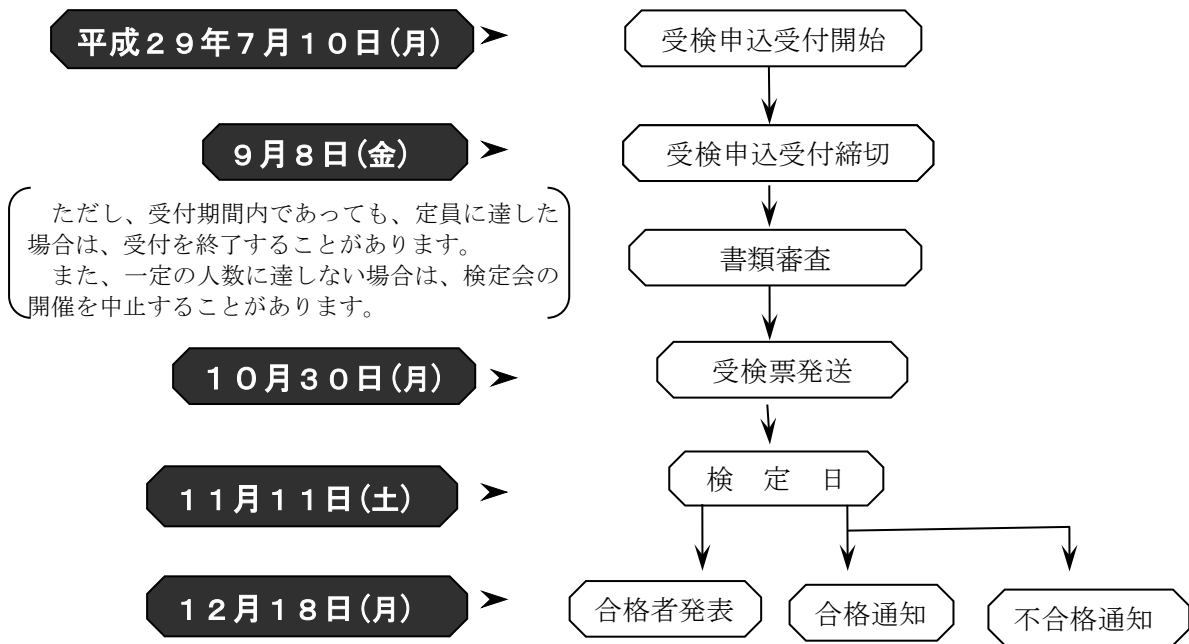 平成２９年７月１０日(月)
受検申込受付開始
９月８日(金)
受検申込受付締切
ただし、受付期間内であっても、定員に達した
場合は、受付を終了することがあります。
また、一定の人数に達しない場合は、検定会の
開催を中止することがあります。
書類審査
１０月３０日(月)
受検票発送
１１月１１日(土)
検　定　日
１２月１８日(月)
合格者発表
合格通知
不合格通知